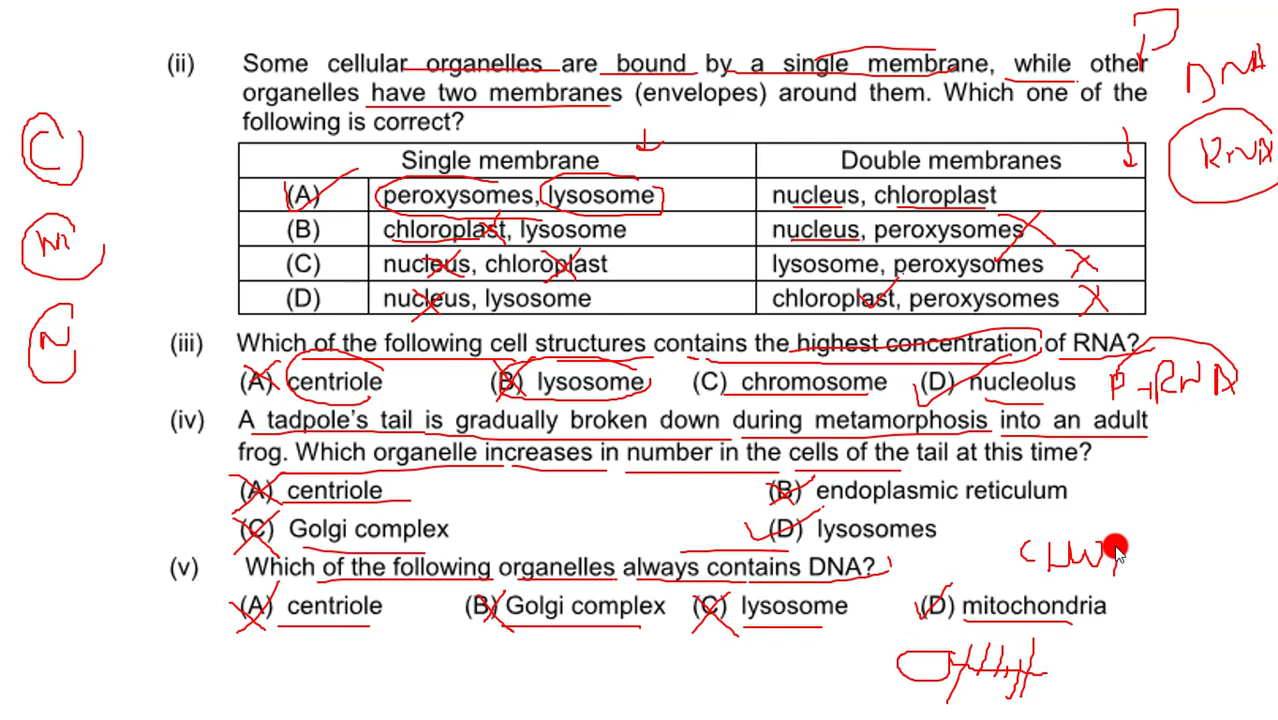 (ii) Some cellular organelles are bound by a single membrane, while other
organelles have two membranes (envelopes) around them. Which one of the
following is correct?
Single membrane Double membranes
(A) peroxysomes, lysosome nucleus, chloroplast
(B) chloroplast, lysosome nucleus, peroxysomes
(C) nucleus, chloroplast lysosome, peroxysomes
(D) nucleus, lysosome chloroplast, peroxysomes
(iii) Which of the following cell structures contains the highest concentration of RNA?
(A) centriole (B) lysosome (C) chromosome (D) nucleolus
(iv) A tadpole's tail is gradually broken down during metamorphosis into an adult
frog. Which organelle increases in number in the cells of the tail at this time?
(A) centriole (B) endoplasmic reticulum
(C) Golgi complex (D) lysosomes
(v) Which of the following organelles always contains DNA?
(A) centriole (B) Golgi complex (C) lysosome (D) mitochondria
C
M
N
DNA
RNA